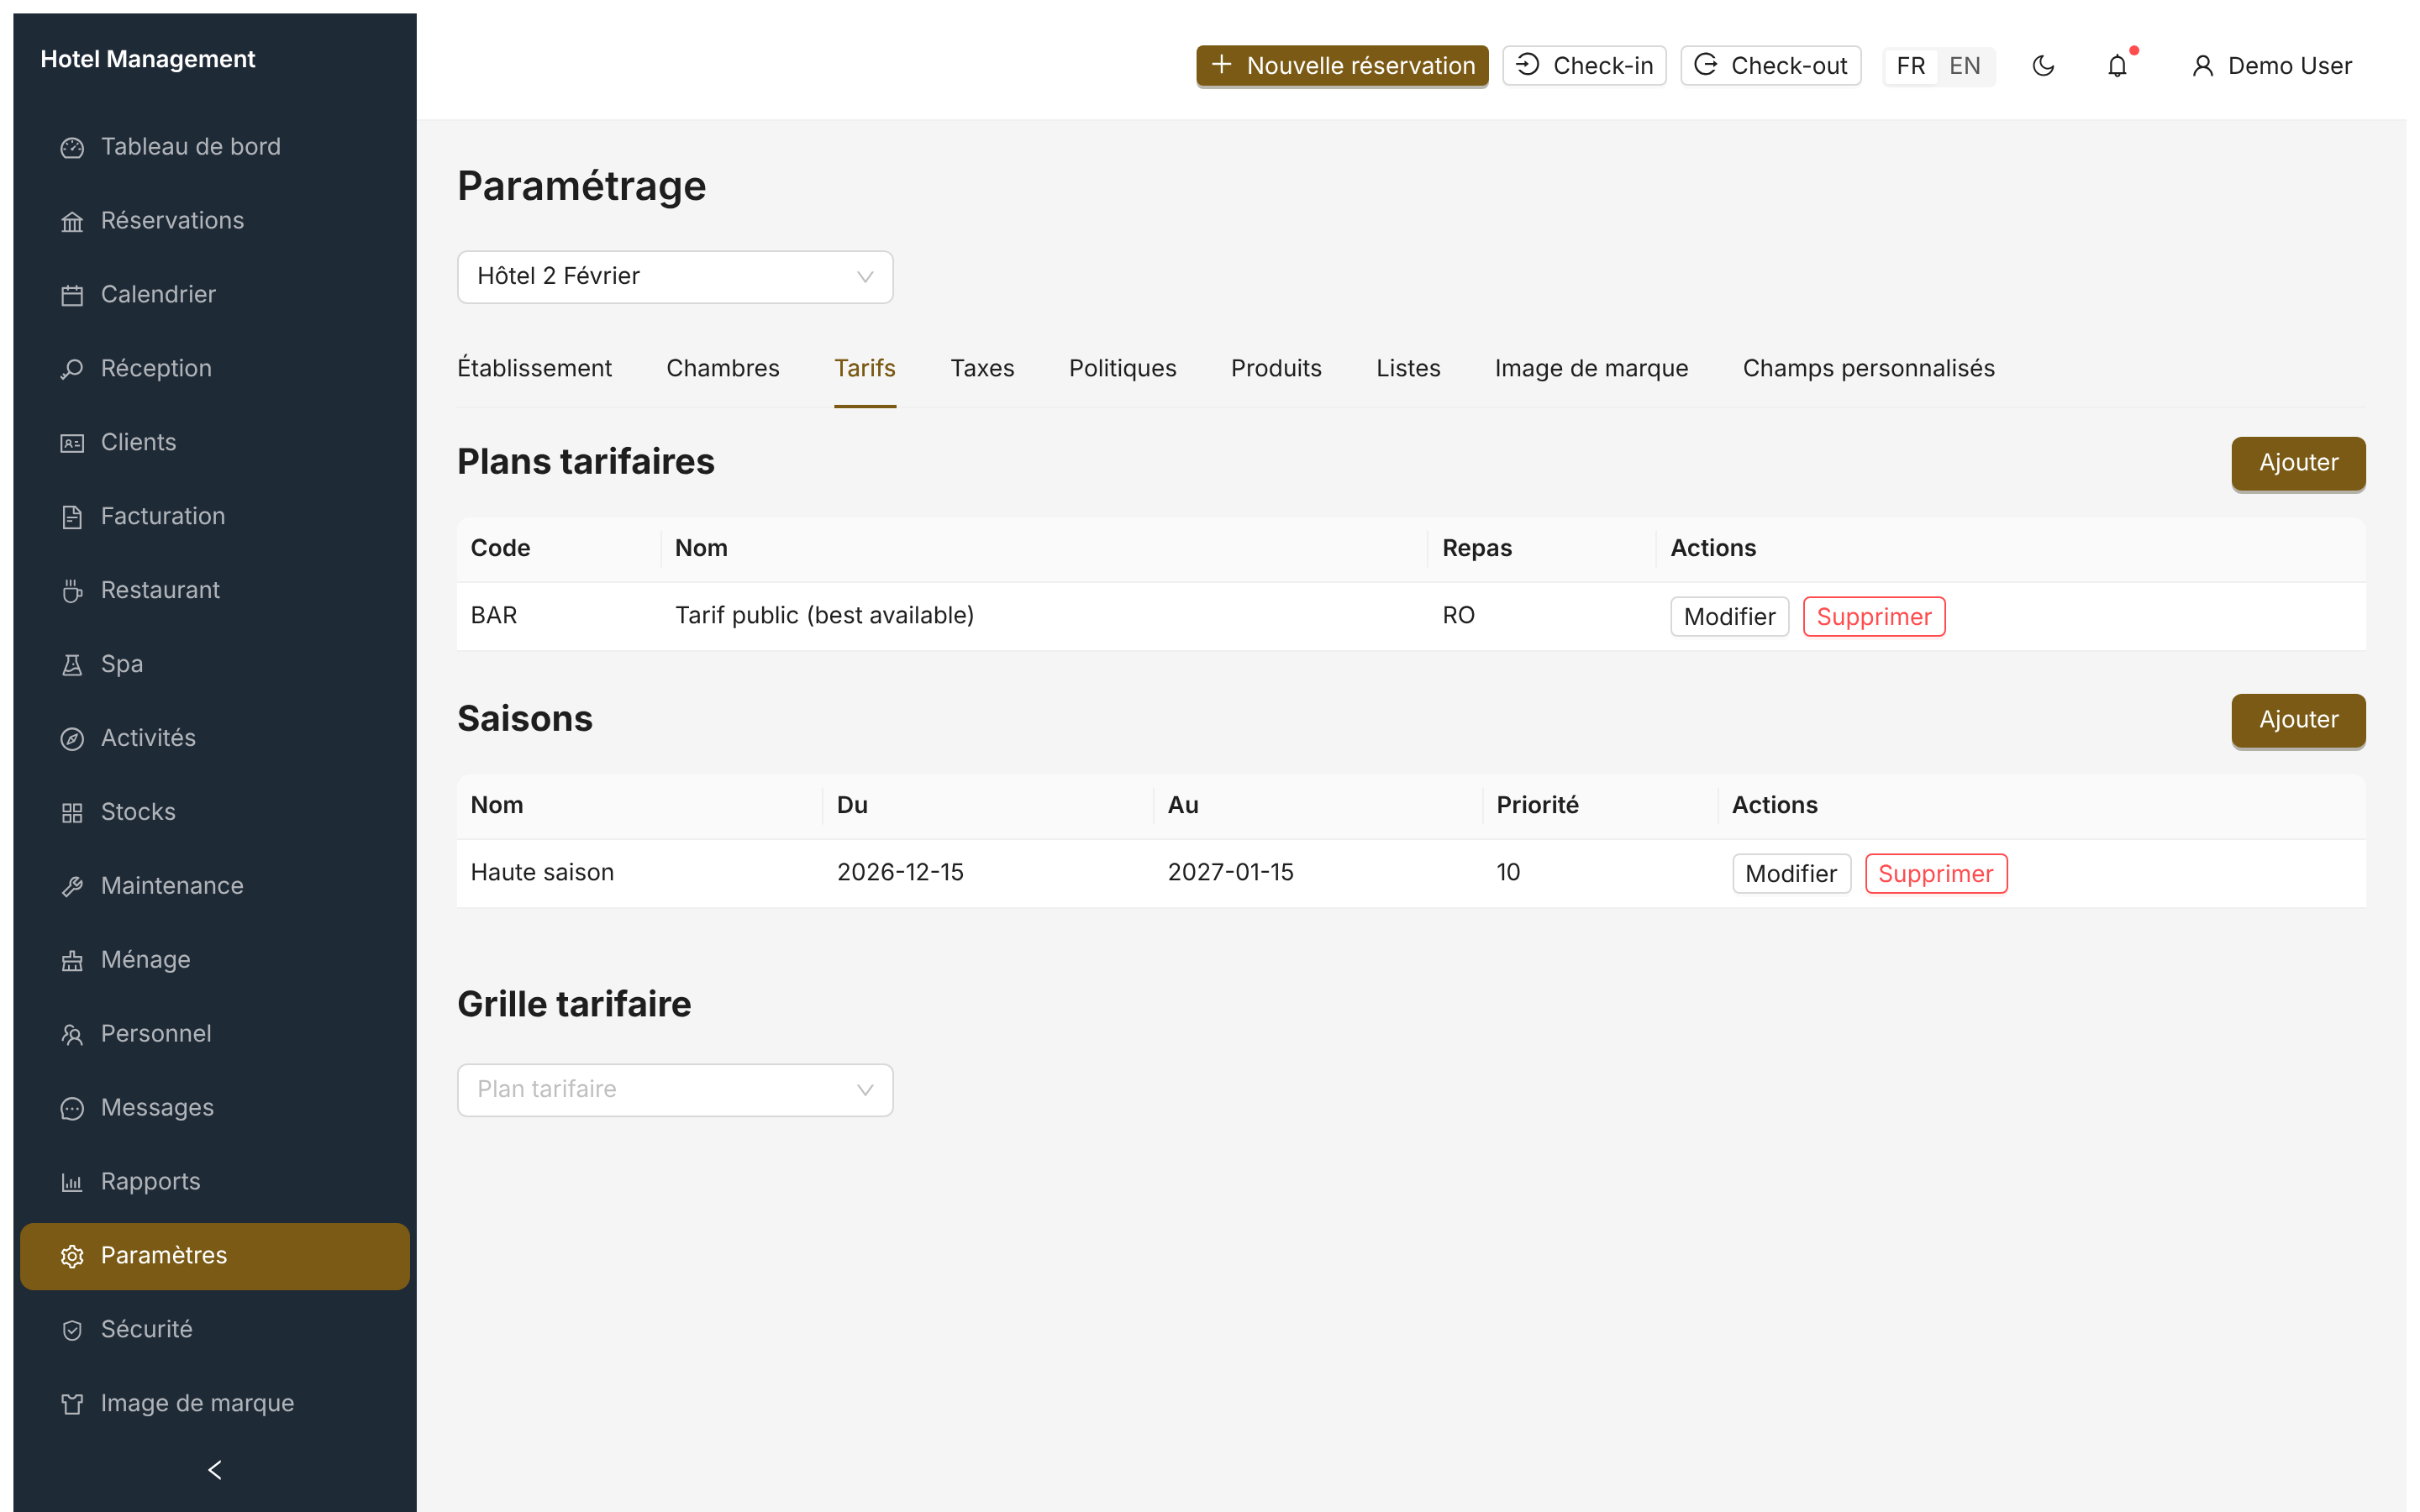 Hotel Management
Nouvelle réservation Check-in Check-out FR EN Demo User
Tableau de bord
Réservations
Calendrier
Réception
Clients
Facturation
Restaurant
Spa
Activités
Stocks
Maintenance
Ménage
Personnel
Messages
Rapports
Paramètres
Sécurité
Image de marque
Paramétrage
Hôtel 2 Février
Établissement Chambres Tarifs Taxes Politiques Produits Listes Image de marque Champs personnalisés
Plans tarifaires Ajouter
Code Nom Repas Actions
BAR Tarif public (best available) RO Modifier Supprimer
Saisons Ajouter
Nom Du Au Priorité Actions
Haute saison 2026-12-15 2027-01-15 10 Modifier Supprimer
Grille tarifaire
Plan tarifaire